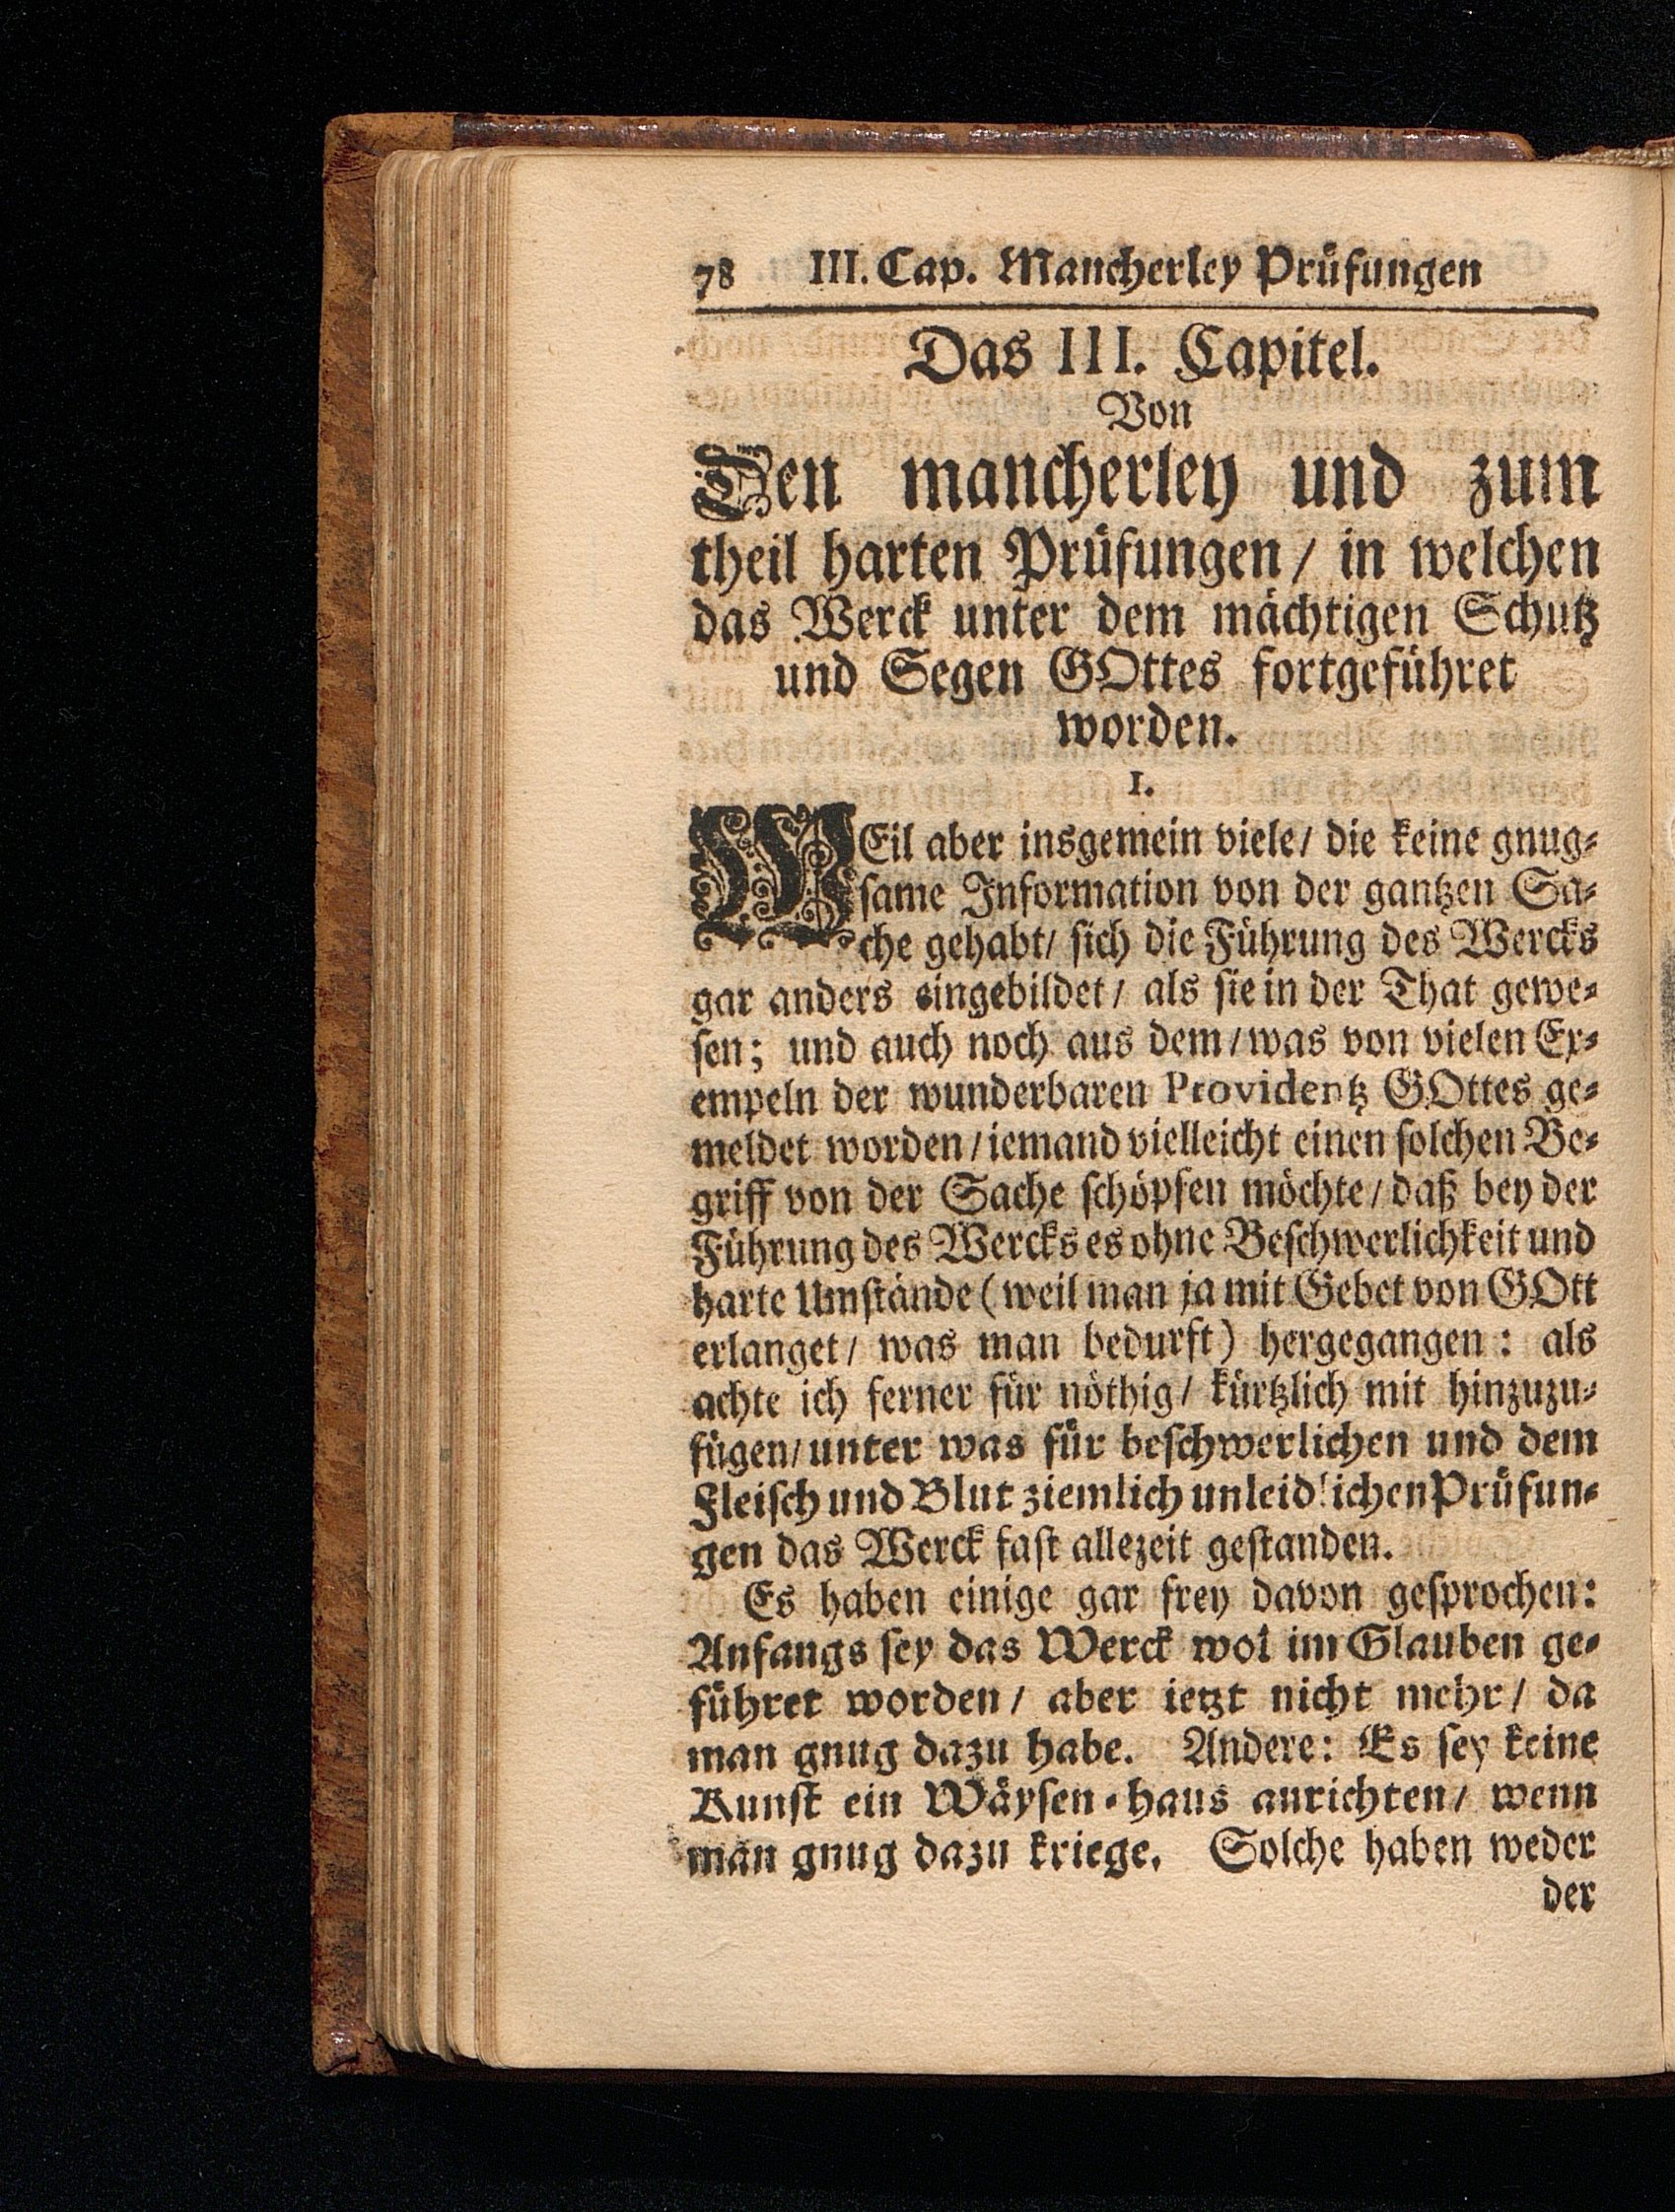 78 III. Cap. Mancherley Prüfungen
Das III. Capitel.
Von
Den mancherley und zum
theil harten Prüfungen / in welchen
das Werck unter dem mächtigen Schutz
und Segen GOttes fortgeführet
worden.
I.
WEil aber insgemein viele / die keine gnug-
same Information von der gantzen Sa-
che gehabt / sich die Führung des Wercks
gar anders eingebildet / als sie in der That gewe-
sen; und auch noch aus dem / was von vielen Ex-
empeln der wunderbaren Providentz GOttes ge-
meldet worden / iemand vielleicht einen solchen Be-
griff von der Sache schöpfen möchte / daß bey der
Führung des Wercks es ohne Beschwerlichkeit und
harte Umstände (weil man ja mit Gebet von GOtt
erlanget / was man bedurft) hergegangen: als
achte ich ferner für nöthig / kürtzlich mit hinzuzu-
fügen / unter was für beschwerlichen und dem
Fleisch und Blut ziemlich unleidlichen Prüfun-
gen das Werck fast allezeit gestanden.
Es haben einige gar frey davon gesprochen:
Anfangs sey das Werck wol im Glauben ge-
führet worden / aber ietzt nicht mehr / da
man gnug dazu habe. Andere: Es sey keine
Kunst ein Wäysen-haus anrichten / wenn
man gnug dazu kriege. Solche haben weder
der